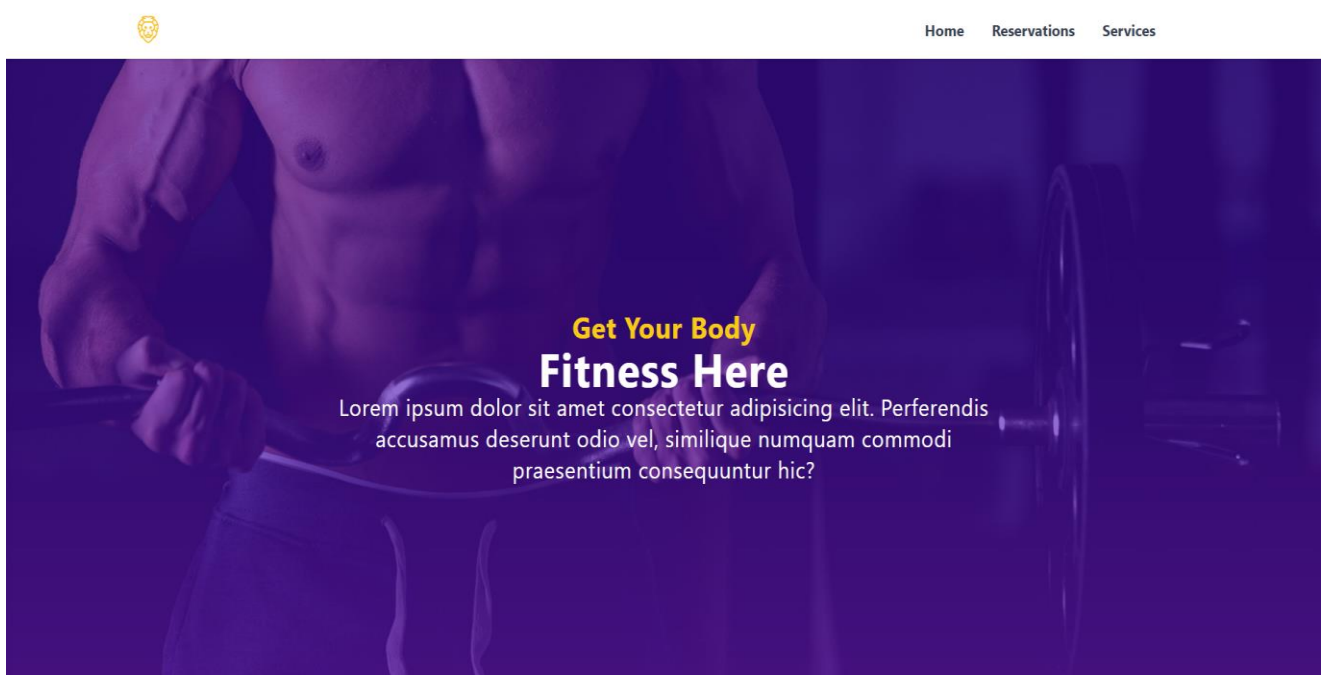 Home Reservations Services
Get Your Body
Fitness Here
Lorem ipsum dolor sit amet consectetur adipisicing elit. Perferendis
accusamus deserunt odio vel, similique numquam commodi
praesentium consequuntur hic?